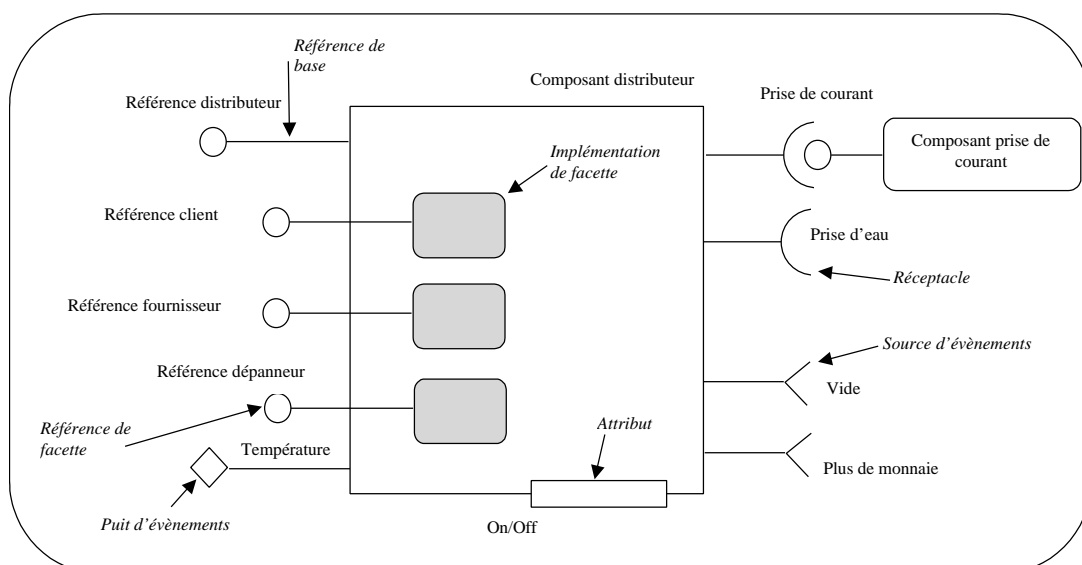 Référence de
base
Composant distributeur
Prise de courant
Référence distributeur
Composant prise de
courant
Implémentation
de facette
Référence client
Prise d’eau
Réceptacle
Référence fournisseur
Source d’évènements
Référence dépanneur
Vide
Référence de
facette
Attribut
Température
Plus de monnaie
Puit d’évènements
On/Off